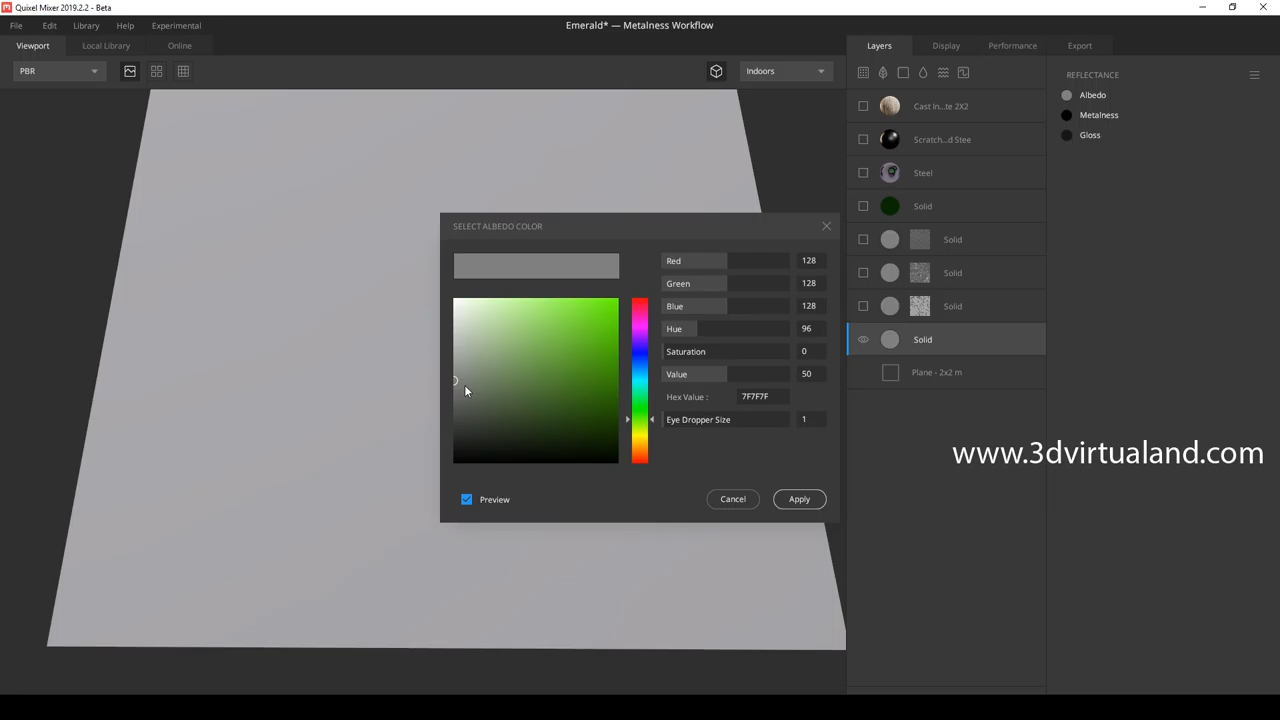 Quixel Mixer 2019.2.2 - Beta
File Edit Library Help Experimental
Emerald* — Metalness Workflow
Viewport Local Library Online
Layers Display Performance Export
PBR
Indoors
REFLECTANCE
Albedo
Metalness
Gloss
Cast In...te 2X2
Scratch...d Stee
Steel
Solid
Solid
Solid
Solid
Solid
Plane - 2x2 m
SELECT ALBEDO COLOR
Red 128
Green 128
Blue 128
Hue 96
Saturation 0
Value 50
Hex Value : 7F7F7F
Eye Dropper Size 1
Preview
Cancel Apply
www.3dvirtualand.com